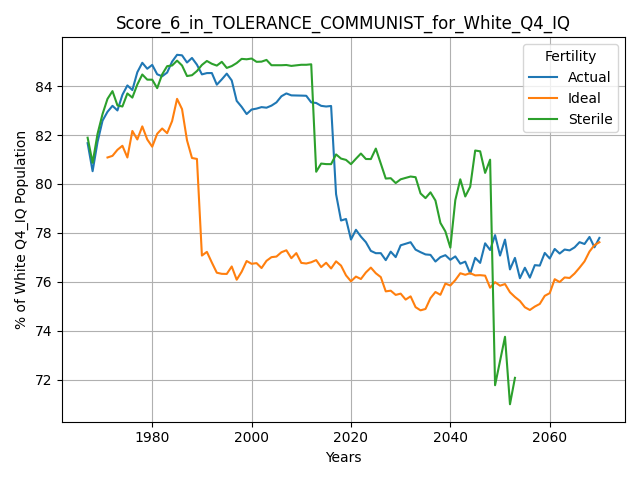 Score_6_in_TOLERANCE_COMMUNIST_for_White_Q4_IQ
Fertility
Actual
Ideal
Sterile
% of White Q4_IQ Population
84
82
80
78
76
74
72
1980
2000
2020
2040
2060
Years